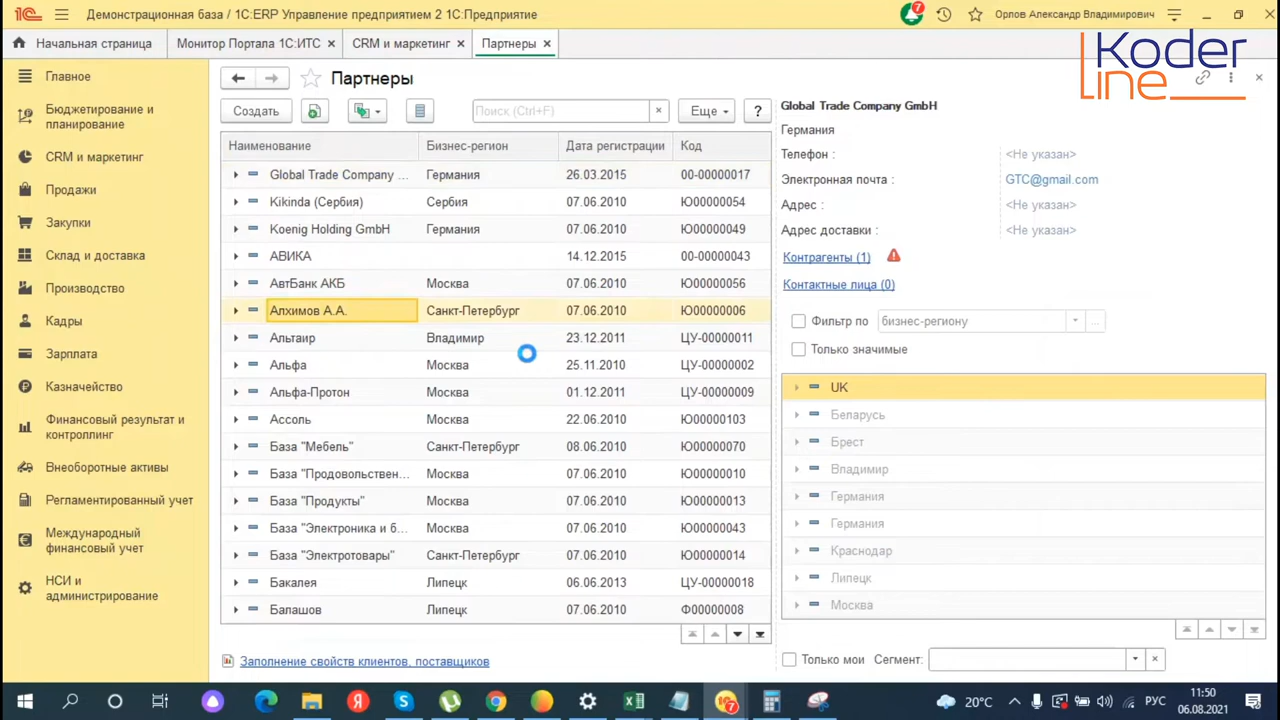 Демонстрационная база / 1С:ERP Управление предприятием 2 1С:Предприятие
7
Орлов Александр Владимирович
Начальная страница
Монитор Портала 1С:ИТС ×
CRM и маркетинг ×
Партнеры ×
Koder
line
Главное
Бюджетирование и
планирование
CRM и маркетинг
Продажи
Закупки
Склад и доставка
Производство
Кадры
Зарплата
Казначейство
Финансовый результат и
контроллинг
Внеоборотные активы
Регламентированный учет
Международный
финансовый учет
НСИ и
администрирование
Партнеры
Создать
Поиск (Ctrl+F)
×
Еще
?
Наименование Бизнес-регион Дата регистрации Код
Global Trade Company ... Германия 26.03.2015 00-00000017
Kikinda (Сербия) Сербия 07.06.2010 Ю00000054
Koenig Holding GmbH Германия 07.06.2010 Ю00000049
АВИКА 14.12.2015 00-00000043
АвтБанк АКБ Москва 07.06.2010 Ю00000056
Алхимов А.А. Санкт-Петербург 07.06.2010 Ю00000006
Альтаир Владимир 23.12.2011 ЦУ-00000011
Альфа Москва 25.11.2010 ЦУ-00000002
Альфа-Протон Москва 01.12.2011 ЦУ-00000009
Ассоль Москва 22.06.2010 Ю00000103
База "Мебель" Санкт-Петербург 08.06.2010 Ю00000070
База "Продовольствен... Москва 07.06.2010 Ю00000010
База "Продукты" Москва 07.06.2010 Ю00000013
База "Электроника и б... Москва 07.06.2010 Ю00000043
База "Электротовары" Санкт-Петербург 07.06.2010 Ю00000014
Бакалея Липецк 06.06.2013 ЦУ-00000018
Балашов Липецк 07.06.2010 Ф00000008
Заполнение свойств клиентов, поставщиков
Global Trade Company GmbH
Германия
Телефон : <Не указан>
Электронная почта : GTC@gmail.com
Адрес : <Не указан>
Адрес доставки : <Не указан>
Контрагенты (1)
Контактные лица (0)
Фильтр по бизнес-региону ...
Только значимые
UK
Беларусь
Брест
Владимир
Германия
Германия
Краснодар
Липецк
Москва
Только мои Сегмент: ×
20°C
РУС
11:50
06.08.2021